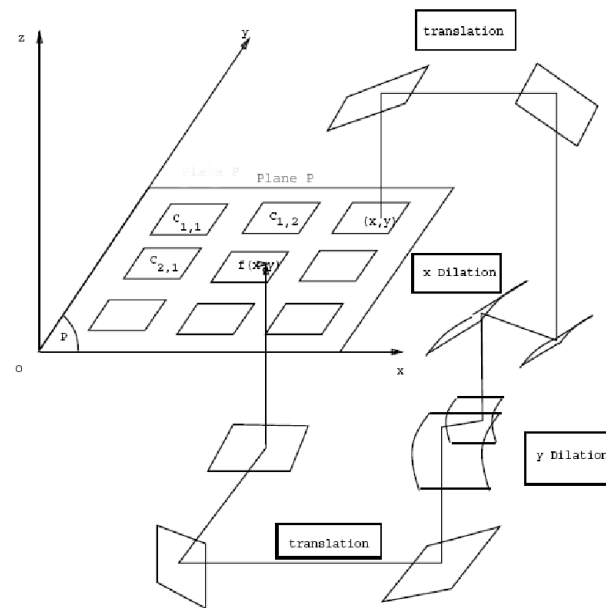 translation
z
y
Plane P
Plane P
C1,1
C1,2
(x,y)
C2,1
f(x,y)
x Dilation
P
o
x
y Dilation
translation